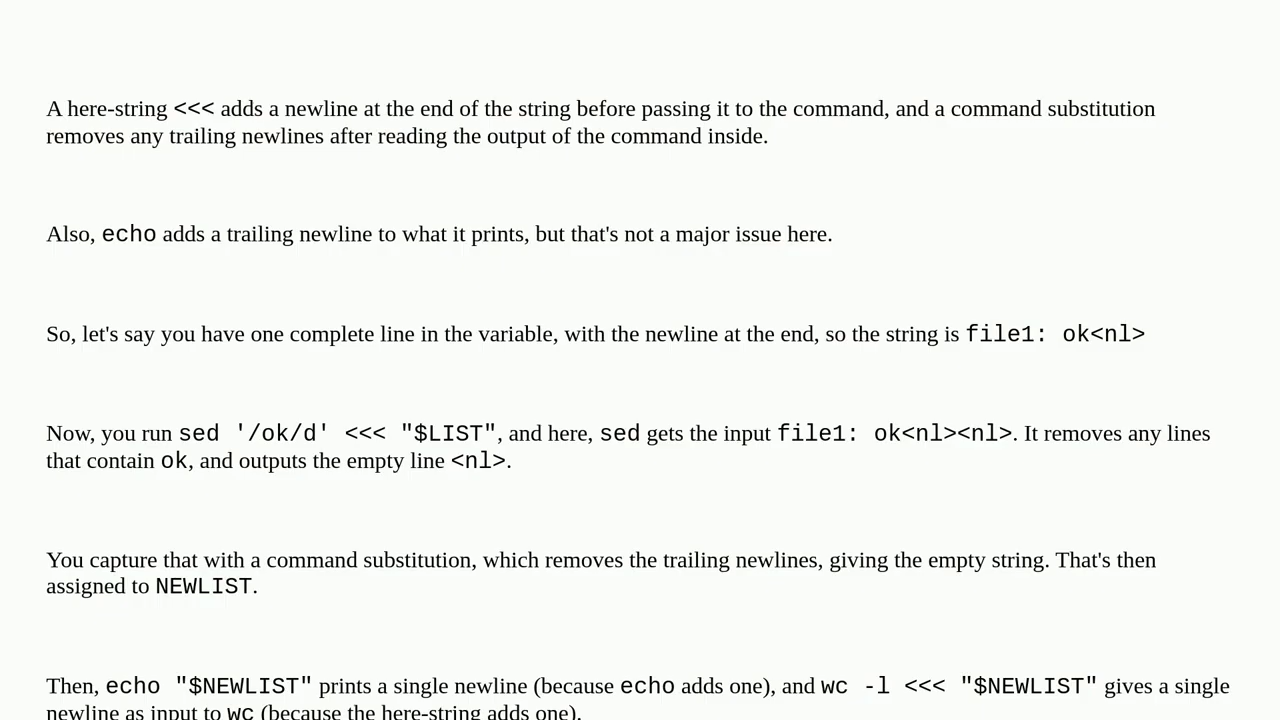 A here-string <<< adds a newline at the end of the string before passing it to the command, and a command substitution
removes any trailing newlines after reading the output of the command inside.
Also, echo adds a trailing newline to what it prints, but that's not a major issue here.
So, let's say you have one complete line in the variable, with the newline at the end, so the string is file1: ok<nl>
Now, you run sed '/ok/d' <<< "$LIST", and here, sed gets the input file1: ok<nl><nl>. It removes any lines
that contain ok, and outputs the empty line <nl>.
You capture that with a command substitution, which removes the trailing newlines, giving the empty string. That's then
assigned to NEWLIST.
Then, echo "$NEWLIST" prints a single newline (because echo adds one), and wc -l <<< "$NEWLIST" gives a single
newline as input to wc (because the here-string adds one).